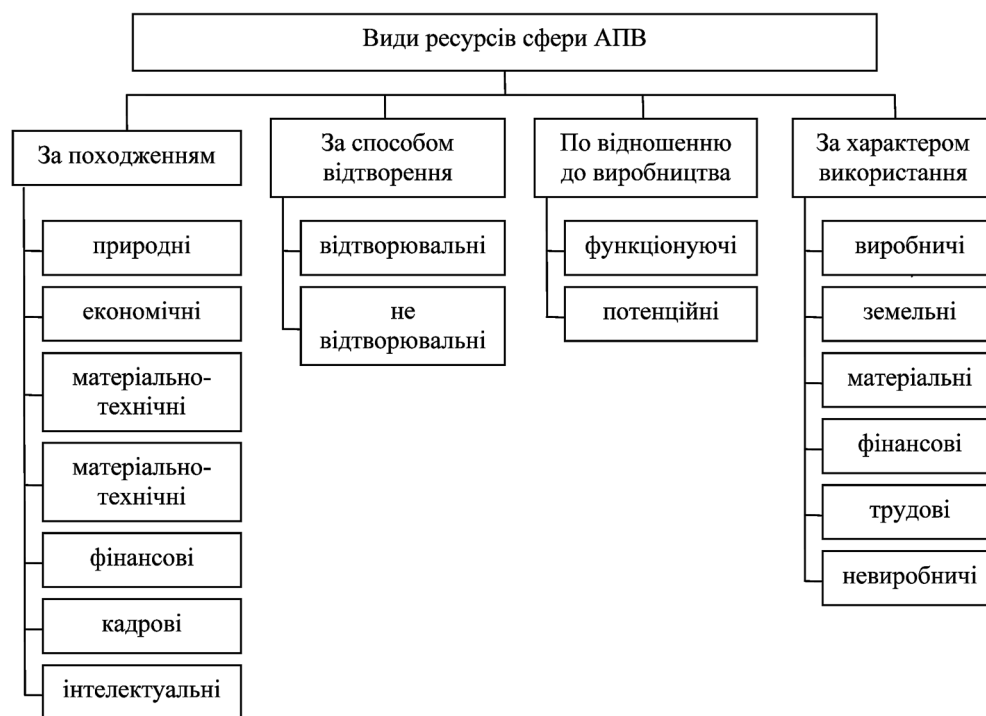 Види ресурсів сфери АПВ
За походженням
природні
економічні
матеріально-
технічні
матеріально-
технічні
фінансові
кадрові
інтелектуальні
За способом
відтворення
відтворювальні
не
відтворювальні
По відношенню
до виробництва
функціонуючі
потенційні
За характером
використання
виробничі
земельні
матеріальні
фінансові
трудові
невиробничі